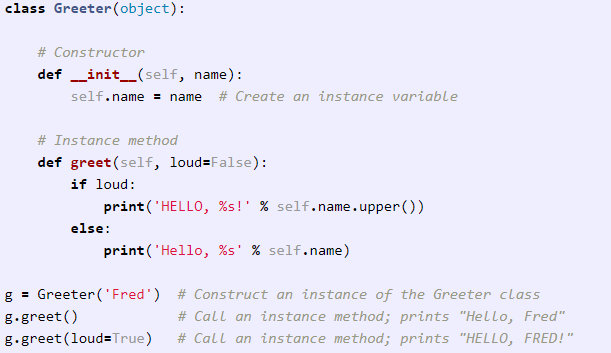 class Greeter(object):

    # Constructor
    def __init__(self, name):
        self.name = name  # Create an instance variable

    # Instance method
    def greet(self, loud=False):
        if loud:
            print('HELLO, %s!' % self.name.upper())
        else:
            print('Hello, %s' % self.name)

g = Greeter('Fred')  # Construct an instance of the Greeter class
g.greet()            # Call an instance method; prints "Hello, Fred"
g.greet(loud=True)   # Call an instance method; prints "HELLO, FRED!"